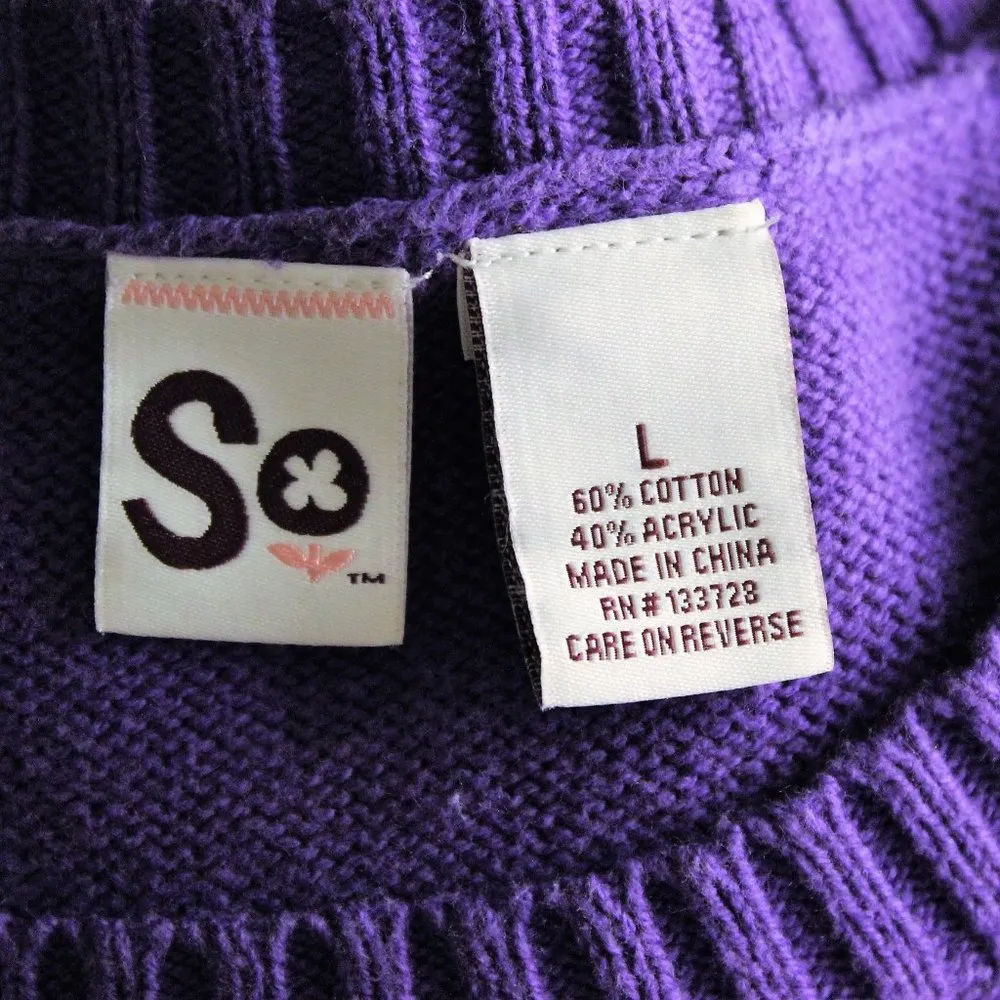 So
TM
L
60% COTTON
40% ACRYLIC
MADE IN CHINA
RN # 133728
CARE ON REVERSE